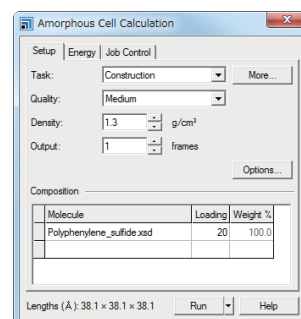 Amorphous Cell Calculation
Setup Energy Job Control
Task: Construction More...
Quality: Medium
Density: 1.3 g/cm³
Output: 1 frames
Options...
Composition
Molecule Loading Weight %
Polyphenylene_sulfide.xsd 20 100.0
Lengths (Å): 38.1 × 38.1 × 38.1 Run Help